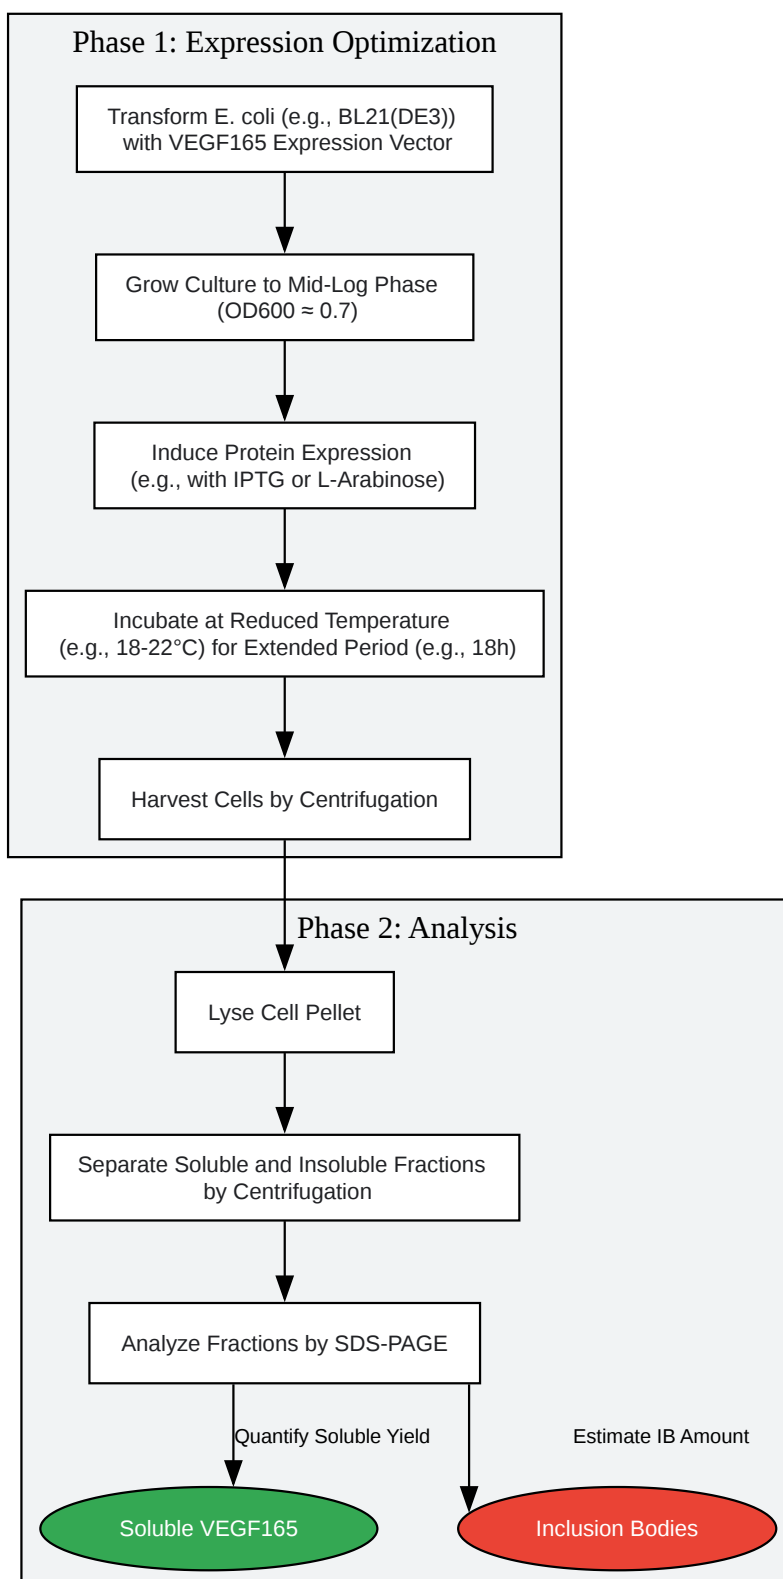 Phase 1: Expression Optimization
Transform E. coli (e.g., BL21(DE3))
with VEGF165 Expression Vector
Grow Culture to Mid-Log Phase
(OD600 ≈ 0.7)
Induce Protein Expression
(e.g., with IPTG or L-Arabinose)
Incubate at Reduced Temperature
(e.g., 18-22°C) for Extended Period (e.g., 18h)
Harvest Cells by Centrifugation
Phase 2: Analysis
Lyse Cell Pellet
Separate Soluble and Insoluble Fractions
by Centrifugation
Analyze Fractions by SDS-PAGE
Quantify Soluble Yield
Estimate IB Amount
Soluble VEGF165
Inclusion Bodies